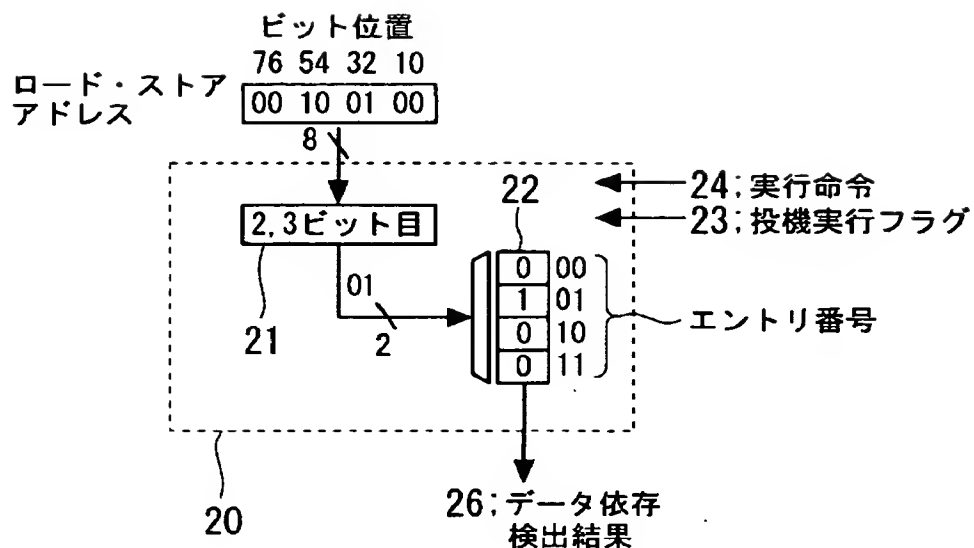 ビット位置
76 54 32 10
ロード・ストア
アドレス
00 10 01 00
8
22
24;実行命令
23;投機実行フラグ
2,3ビット目
21
01
2
0 00
1 01
0 10
0 11
エントリ番号
20
26;データ依存
検出結果